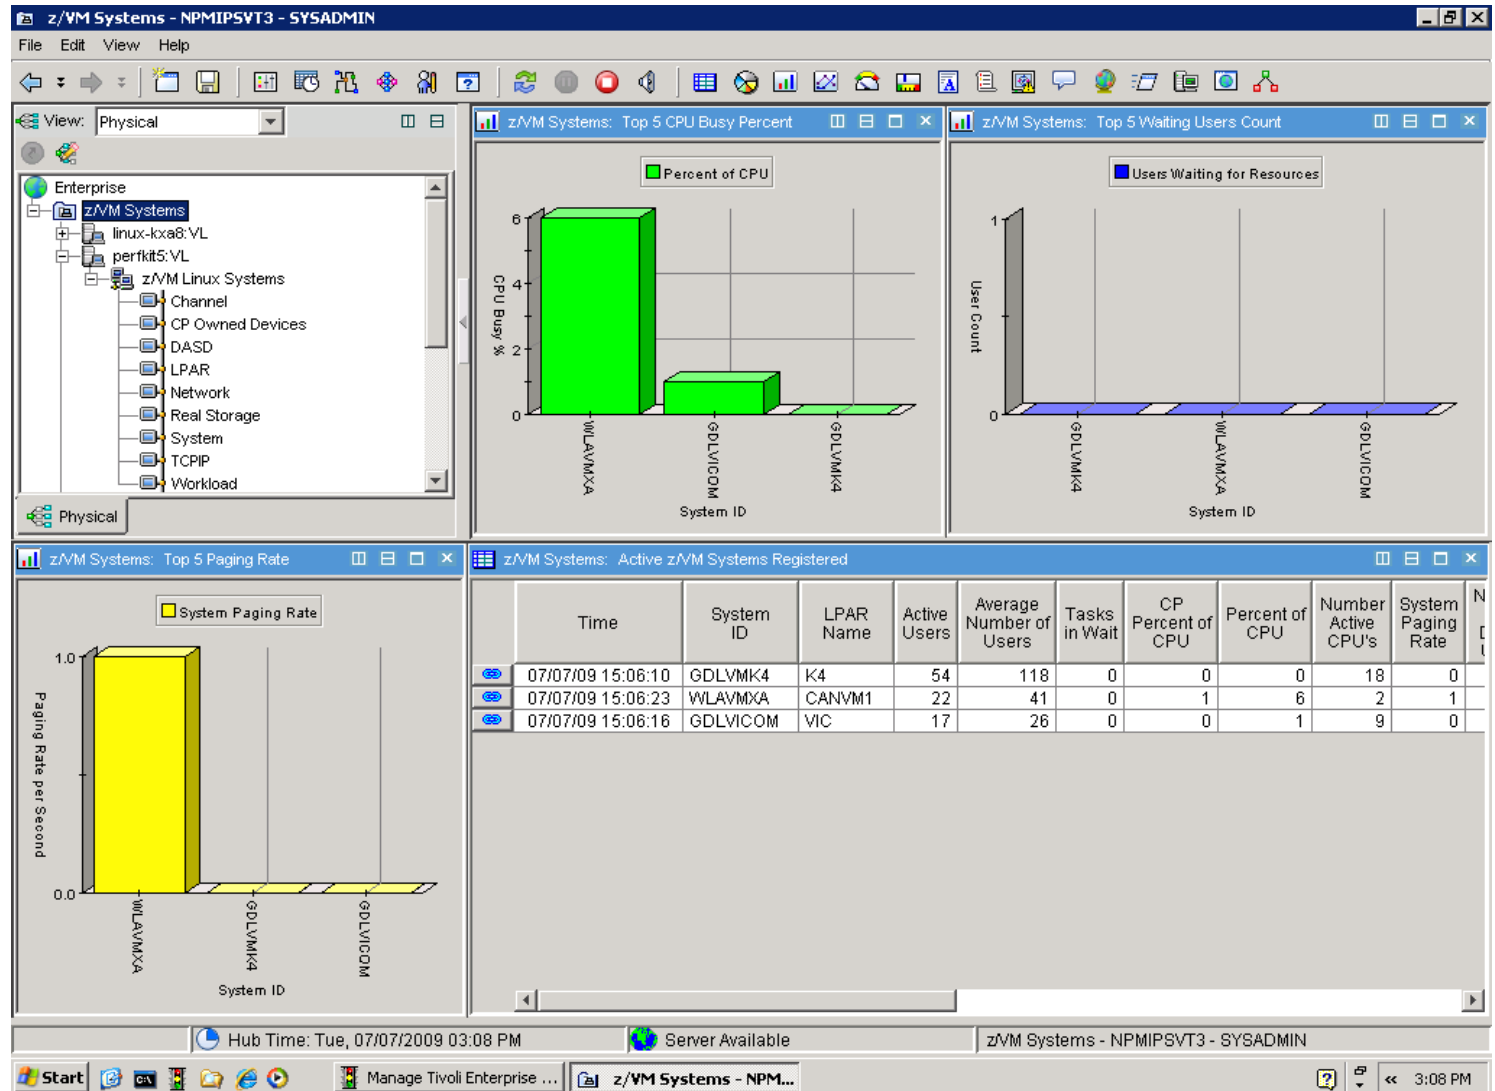 z/VM Systems - NPMIPSVT3 - SYSADMIN
File Edit View Help
View: Physical
Enterprise
z/VM Systems
linux-kxa8:VL
perfkit5:VL
z/VM Linux Systems
Channel
CP Owned Devices
DASD
LPAR
Network
Real Storage
System
TCPIP
Workload
Physical
z/VM Systems: Top 5 CPU Busy Percent
Percent of CPU
CPU Busy %
6
4
2
0
WLAVMXA
GDLVICOM
GDLVMK4
System ID
z/VM Systems: Top 5 Waiting Users Count
Users Waiting for Resources
User Count
1
0
GDLVMK4
WLAVMXA
GDLVICOM
System ID
z/VM Systems: Top 5 Paging Rate
System Paging Rate
Paging Rate per Second
1.0
0.0
WLAVMXA
GDLVMK4
GDLVICOM
System ID
z/VM Systems: Active z/VM Systems Registered
Time System ID LPAR Name Active Users Average Number of Users Tasks in Wait CP Percent of CPU Percent of CPU Number Active CPU's System Paging Rate
07/07/09 15:06:10 GDLVMK4 K4 54 118 0 0 0 18 0
07/07/09 15:06:23 WLAVMXA CANVM1 22 41 0 1 6 2 1
07/07/09 15:06:16 GDLVICOM VIC 17 26 0 0 1 9 0
Hub Time: Tue, 07/07/2009 03:08 PM Server Available z/VM Systems - NPMIPSVT3 - SYSADMIN
Start Manage Tivoli Enterprise ... z/VM Systems - NPM... 3:08 PM